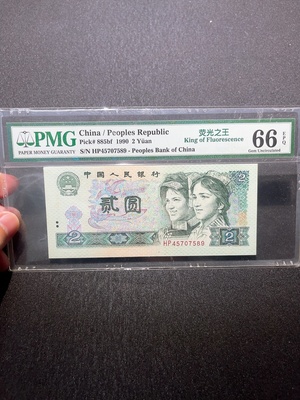 PMG
PAPER MONEY GUARANTY
China / Peoples Republic
Pick# 885bf 1990 2 Yüan
S/N HP45707589 - Peoples Bank of China
荧光之王
King of Fluorescence
66 EPQ
Gem Uncirculated
中国人民银行
2
贰圆
HP45707589
2
2